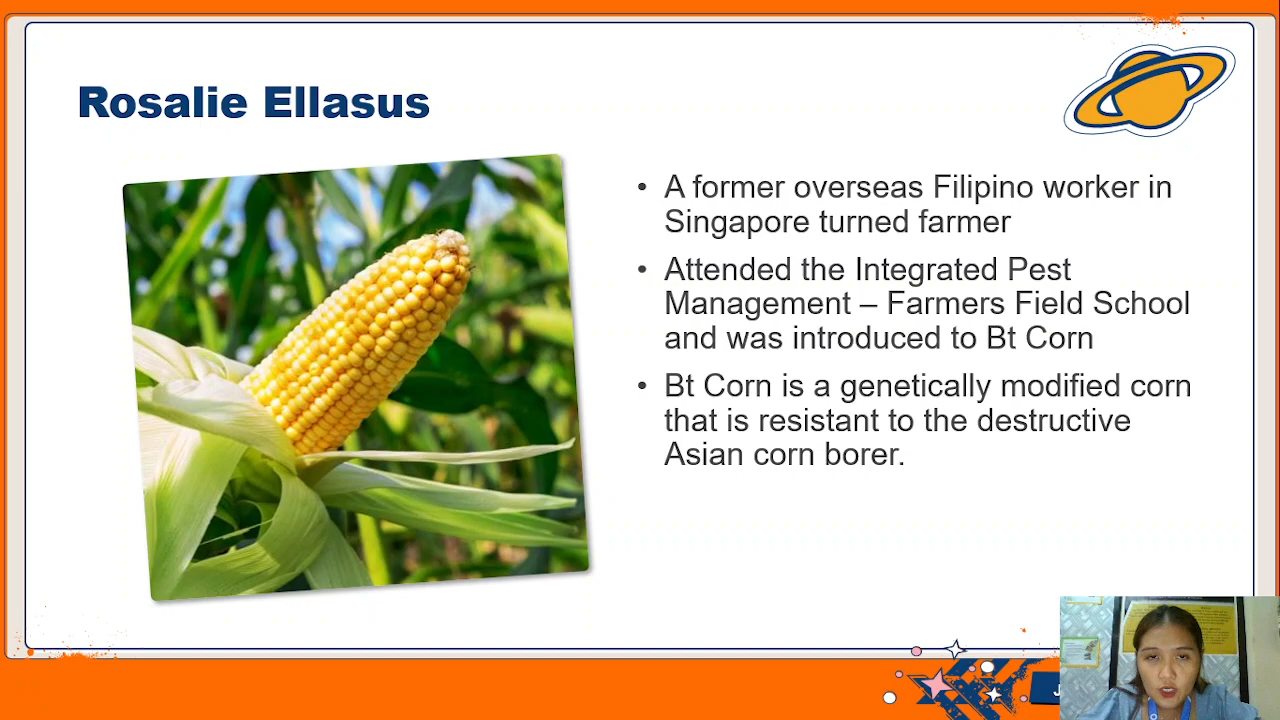 Rosalie Ellasus
• A former overseas Filipino worker in
Singapore turned farmer
• Attended the Integrated Pest
Management – Farmers Field School
and was introduced to Bt Corn
• Bt Corn is a genetically modified corn
that is resistant to the destructive
Asian corn borer.